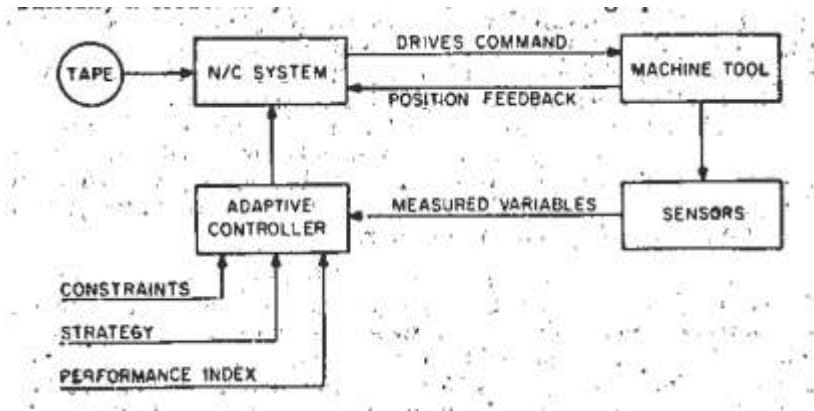 DRIVES COMMAND
TAPE
N/C SYSTEM
MACHINE TOOL
POSITION FEEDBACK
ADAPTIVE
CONTROLLER
MEASURED VARIABLES
SENSORS
CONSTRAINTS
STRATEGY
PERFORMANCE INDEX